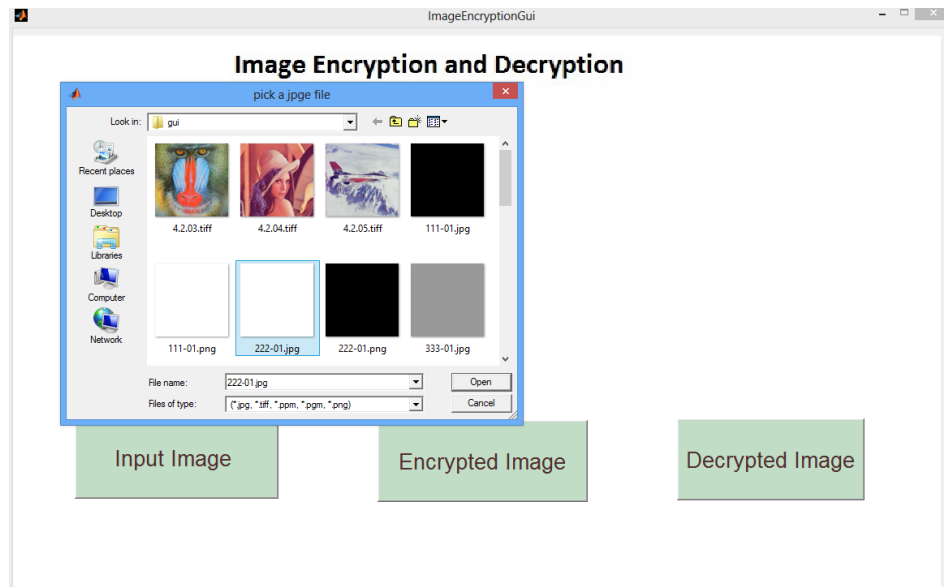 ImageEncryptionGui
Image Encryption and Decryption
pick a jpge file
Look in:
gui
Recent places
Desktop
Libraries
Computer
Network
4.2.03.tiff
4.2.04.tiff
4.2.05.tiff
111-01.jpg
111-01.png
222-01.jpg
222-01.png
333-01.jpg
File name:
222-01.jpg
Open
Files of type:
(*.jpg, *.tiff, *.ppm, *.pgm, *.png)
Cancel
Input Image
Encrypted Image
Decrypted Image